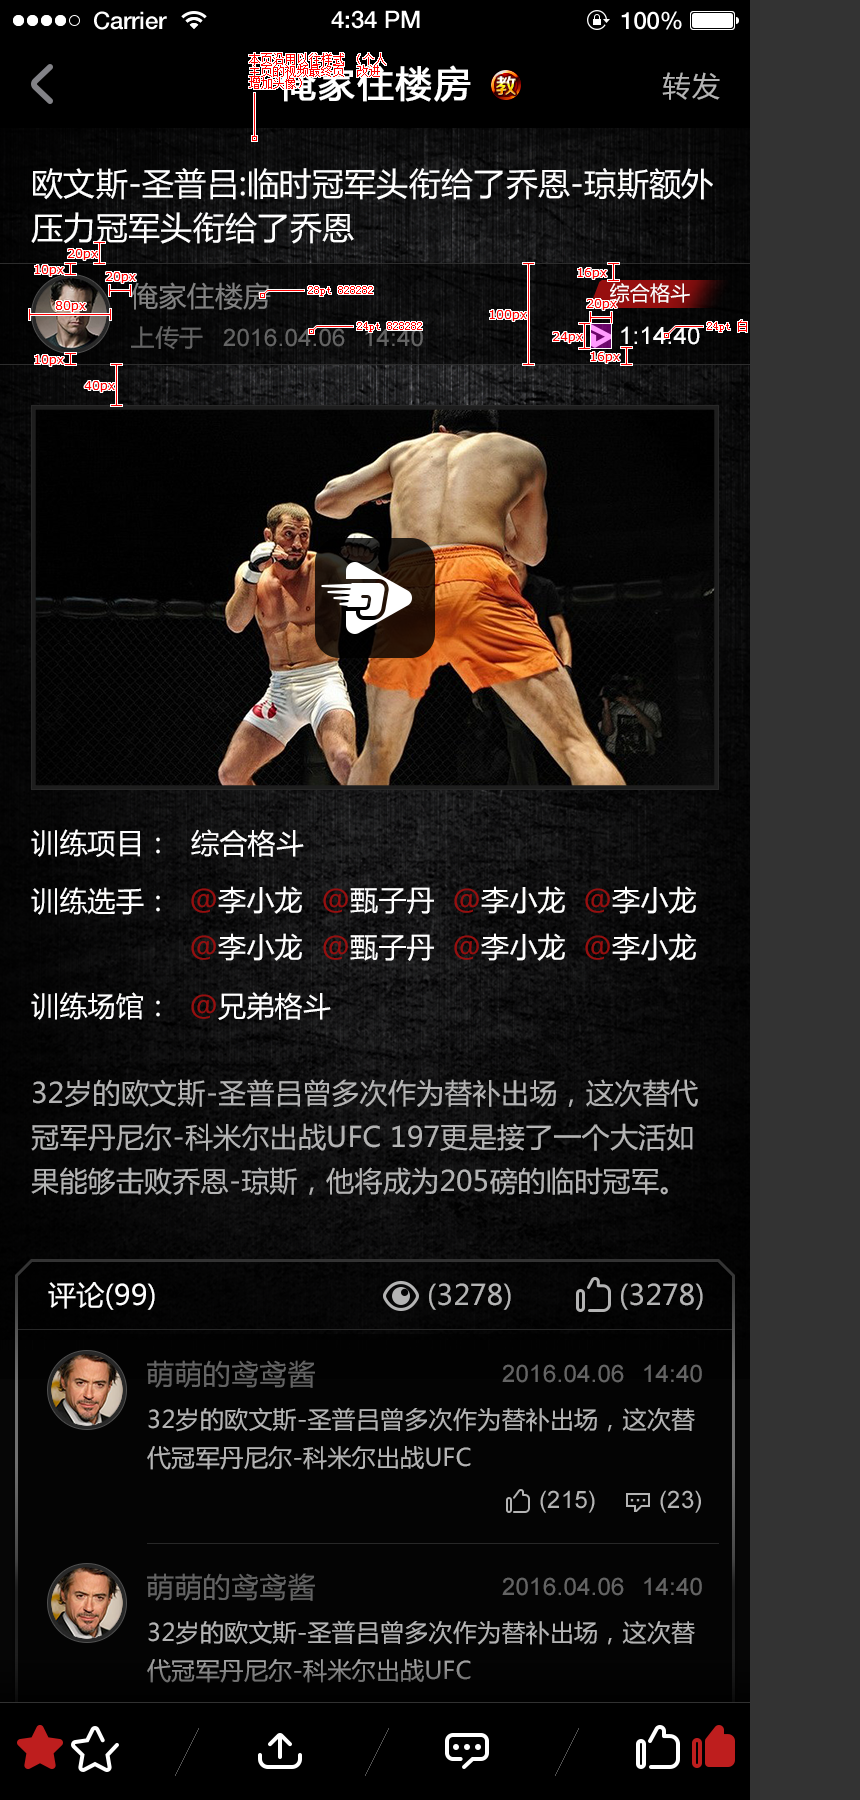 Carrier 4:34 PM 100%
本页沿用以往样式（个人
主页的视频最终页 改进
增加头像）
俺家住楼房 教 转发
欧文斯-圣普吕:临时冠军头衔给了乔恩-琼斯额外
压力冠军头衔给了乔恩
20px
10px 20px 16px
俺家住楼房 28pt 828282 综合格斗
80px 100px 20px
上传于 2016.04.06 14:40 24pt 828282 24px 1:14:40 24pt 白
10px 16px
40px
训练项目： 综合格斗
训练选手： @李小龙 @甄子丹 @李小龙 @李小龙
@李小龙 @甄子丹 @李小龙 @李小龙
训练场馆： @兄弟格斗
32岁的欧文斯-圣普吕曾多次作为替补出场，这次替代
冠军丹尼尔-科米尔出战UFC 197更是接了一个大活如
果能够击败乔恩-琼斯，他将成为205磅的临时冠军。
评论(99) (3278) (3278)
萌萌的鸢鸢酱 2016.04.06 14:40
32岁的欧文斯-圣普吕曾多次作为替补出场，这次替
代冠军丹尼尔-科米尔出战UFC
(215) (23)
萌萌的鸢鸢酱 2016.04.06 14:40
32岁的欧文斯-圣普吕曾多次作为替补出场，这次替
代冠军丹尼尔-科米尔出战UFC